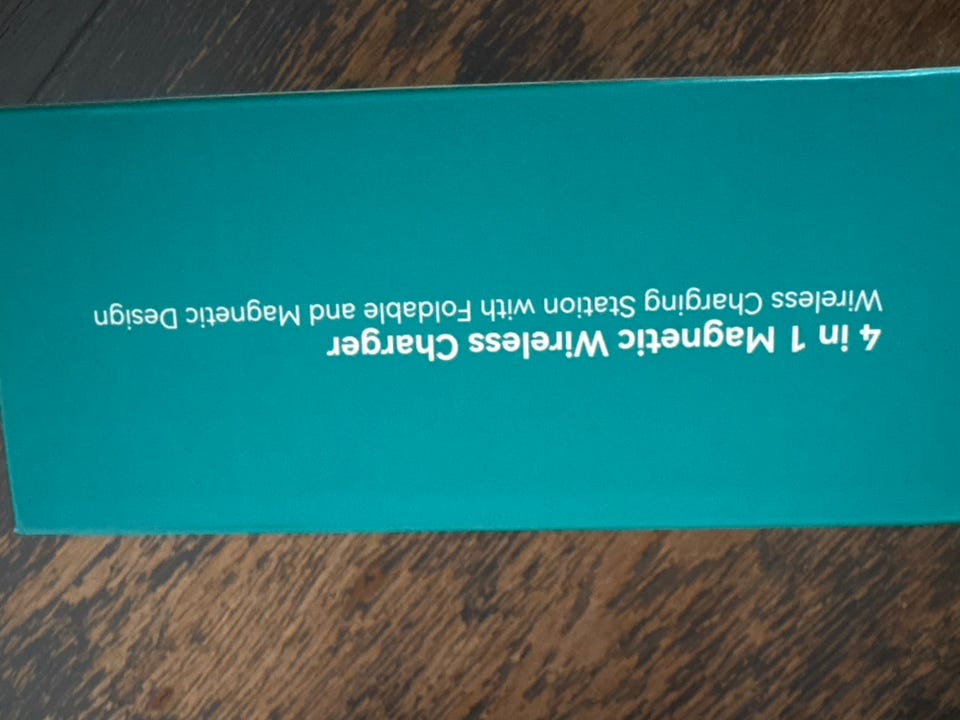 4 in 1 Magnetic Wireless Charger
Wireless Charging Station with Foldable and Magnetic Design